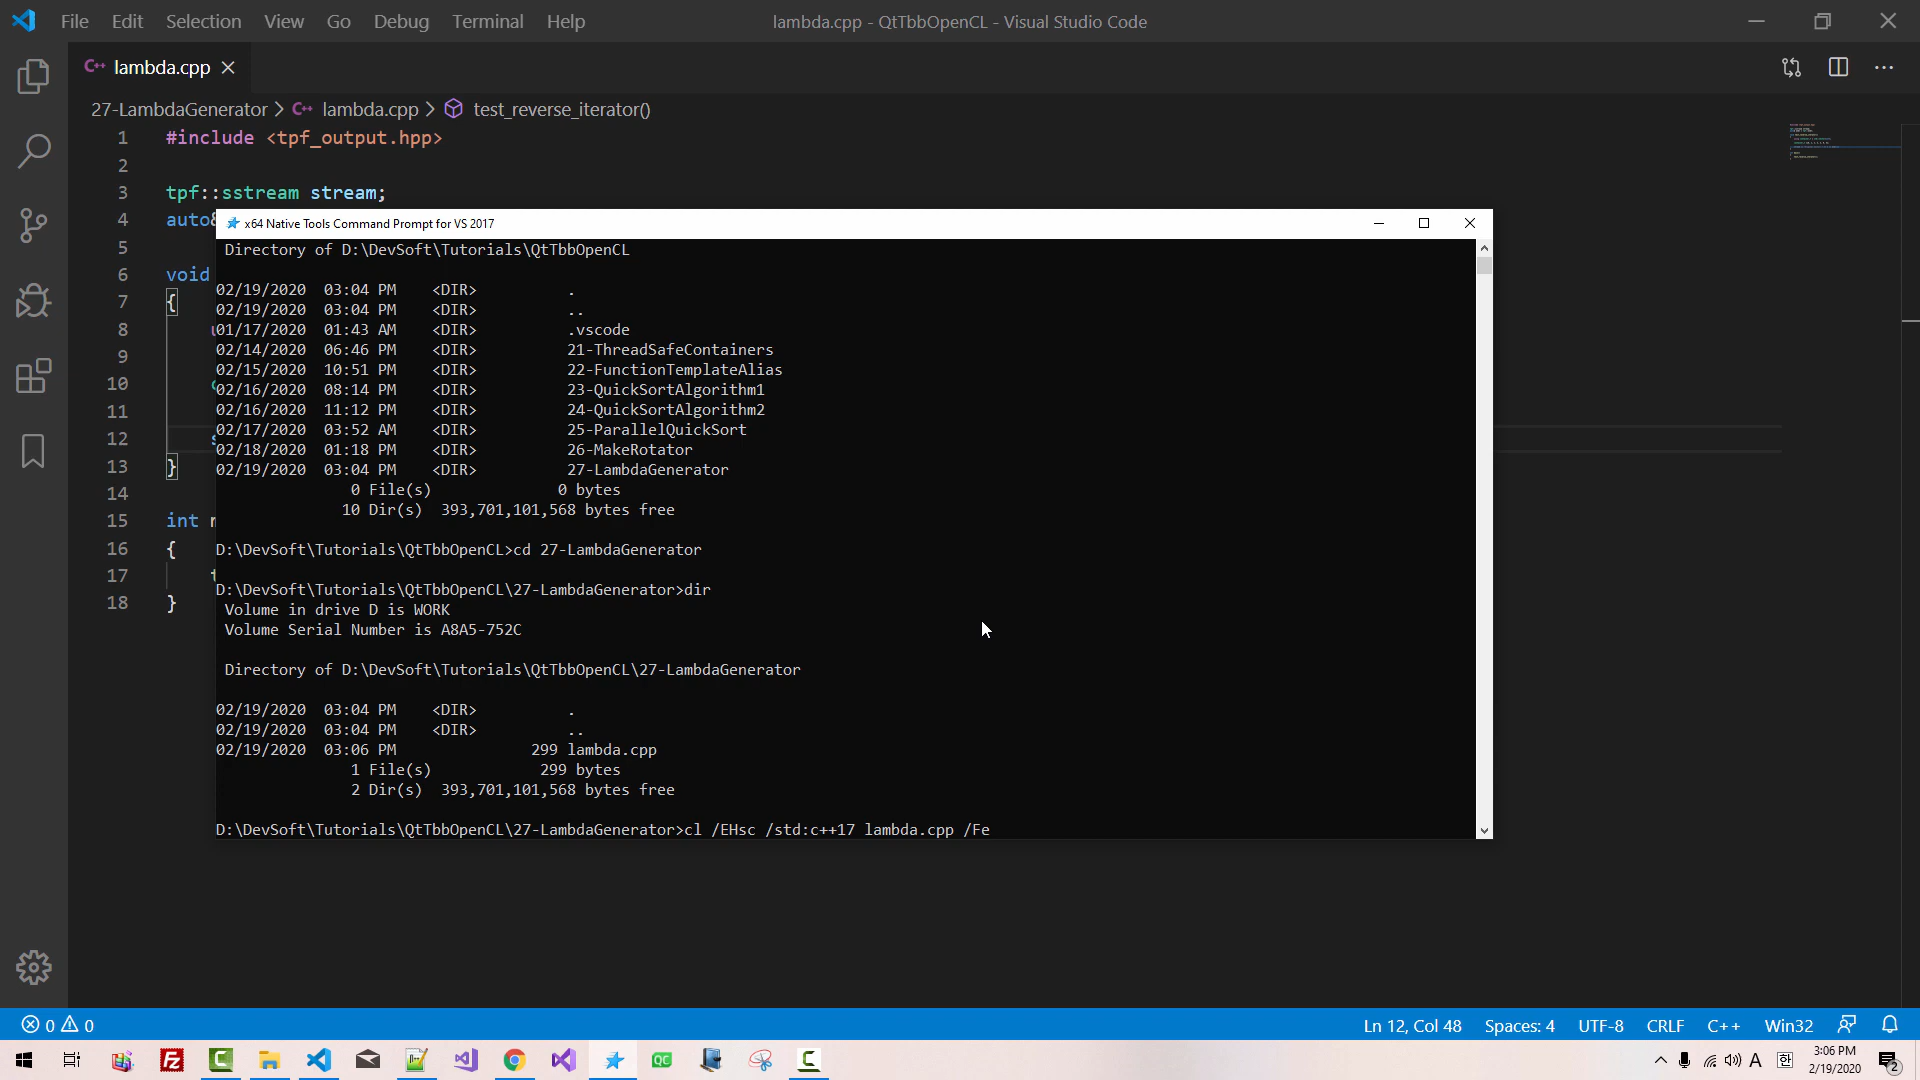 File Edit Selection View Go Debug Terminal Help lambda.cpp - QtTbbOpenCL - Visual Studio Code
C++ lambda.cpp
27-LambdaGenerator > C++ lambda.cpp > test_reverse_iterator()
1 #include <tpf_output.hpp>
2
3 tpf::sstream stream;
4 auto&
5
6 void
7 {
8
9
10
11
12
13 }
14
15 int
16 {
17
18 }
x64 Native Tools Command Prompt for VS 2017
Directory of D:\DevSoft\Tutorials\QtTbbOpenCL
02/19/2020 03:04 PM <DIR> .
02/19/2020 03:04 PM <DIR> ..
01/17/2020 01:43 AM <DIR> .vscode
02/14/2020 06:46 PM <DIR> 21-ThreadSafeContainers
02/15/2020 10:51 PM <DIR> 22-FunctionTemplateAlias
02/16/2020 08:14 PM <DIR> 23-QuickSortAlgorithm1
02/16/2020 11:12 PM <DIR> 24-QuickSortAlgorithm2
02/17/2020 03:52 AM <DIR> 25-ParallelQuickSort
02/18/2020 01:18 PM <DIR> 26-MakeRotator
02/19/2020 03:04 PM <DIR> 27-LambdaGenerator
0 File(s) 0 bytes
10 Dir(s) 393,701,101,568 bytes free
D:\DevSoft\Tutorials\QtTbbOpenCL>cd 27-LambdaGenerator
D:\DevSoft\Tutorials\QtTbbOpenCL\27-LambdaGenerator>dir
Volume in drive D is WORK
Volume Serial Number is A8A5-752C
Directory of D:\DevSoft\Tutorials\QtTbbOpenCL\27-LambdaGenerator
02/19/2020 03:04 PM <DIR> .
02/19/2020 03:04 PM <DIR> ..
02/19/2020 03:06 PM 299 lambda.cpp
1 File(s) 299 bytes
2 Dir(s) 393,701,101,568 bytes free
D:\DevSoft\Tutorials\QtTbbOpenCL\27-LambdaGenerator>cl /EHsc /std:c++17 lambda.cpp /Fe
0 0 Ln 12, Col 48 Spaces: 4 UTF-8 CRLF C++ Win32
A 한 3:06 PM
2/19/2020
2